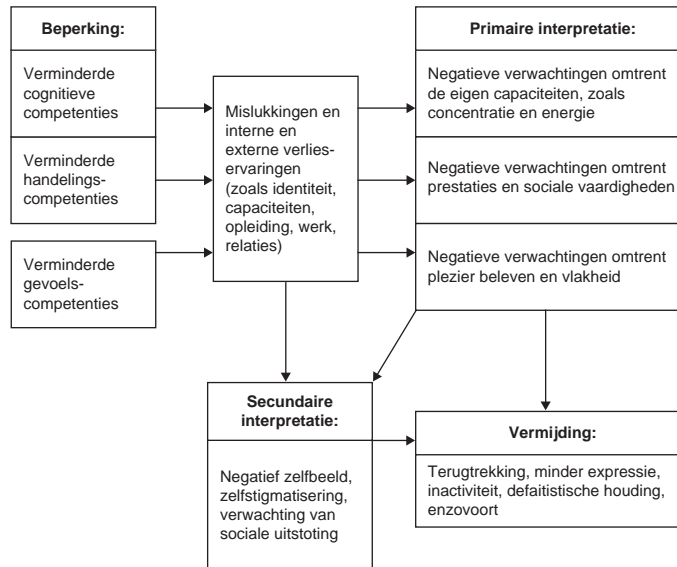 Beperking:
Verminderde
cognitieve
competenties
Verminderde
handelings-
competenties
Verminderde
gevoels-
competenties
Mislukkingen en
interne en
externe verlies-
ervaringen
(zoals identiteit,
capaciteiten,
opleiding, werk,
relaties)
Primaire interpretatie:
Negatieve verwachtingen omtrent
de eigen capaciteiten, zoals
concentratie en energie
Negatieve verwachtingen omtrent
prestaties en sociale vaardigheden
Negatieve verwachtingen omtrent
plezier beleven en vlakheid
Secundaire
interpretatie:
Negatief zelfbeeld,
zelfstigmatisering,
verwachting van
sociale uitstoting
Vermijding:
Terugtrekking, minder expressie,
inactiviteit, defaitistische houding,
enzovoort